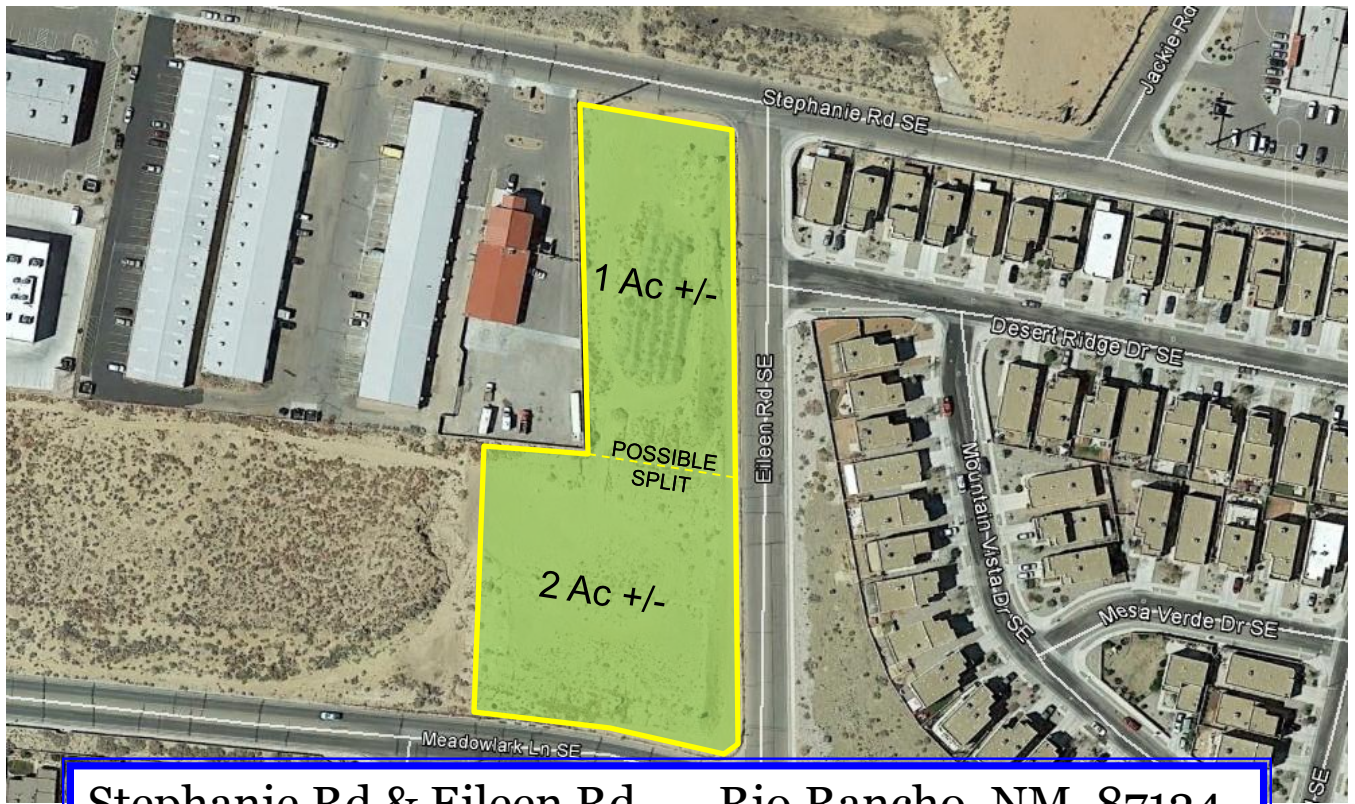 Stephanie Rd SE
Jackie Rd
1 Ac +/-
Desert Ridge Dr SE
Eileen Rd SE
POSSIBLE
SPLIT
Mountain Vista Dr SE
2 Ac +/-
Mesa Verde Dr SE
Meadowlark Ln SE
SE
Stephanie Rd & Eileen Rd Rio Rancho, NM 87124